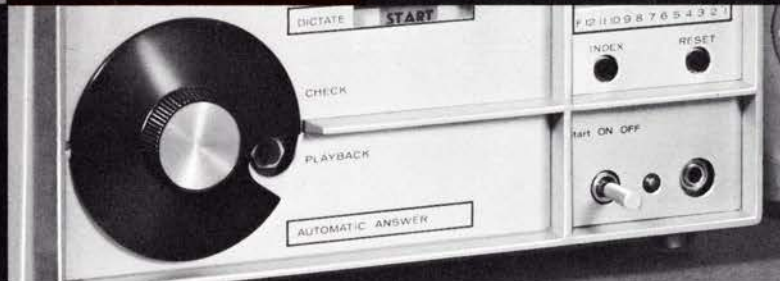 DICTATE START
F 12 11 10 9 8 7 6 5 4 3 2 1
INDEX RESET
CHECK
tart ON OFF
PLAYBACK
AUTOMATIC ANSWER